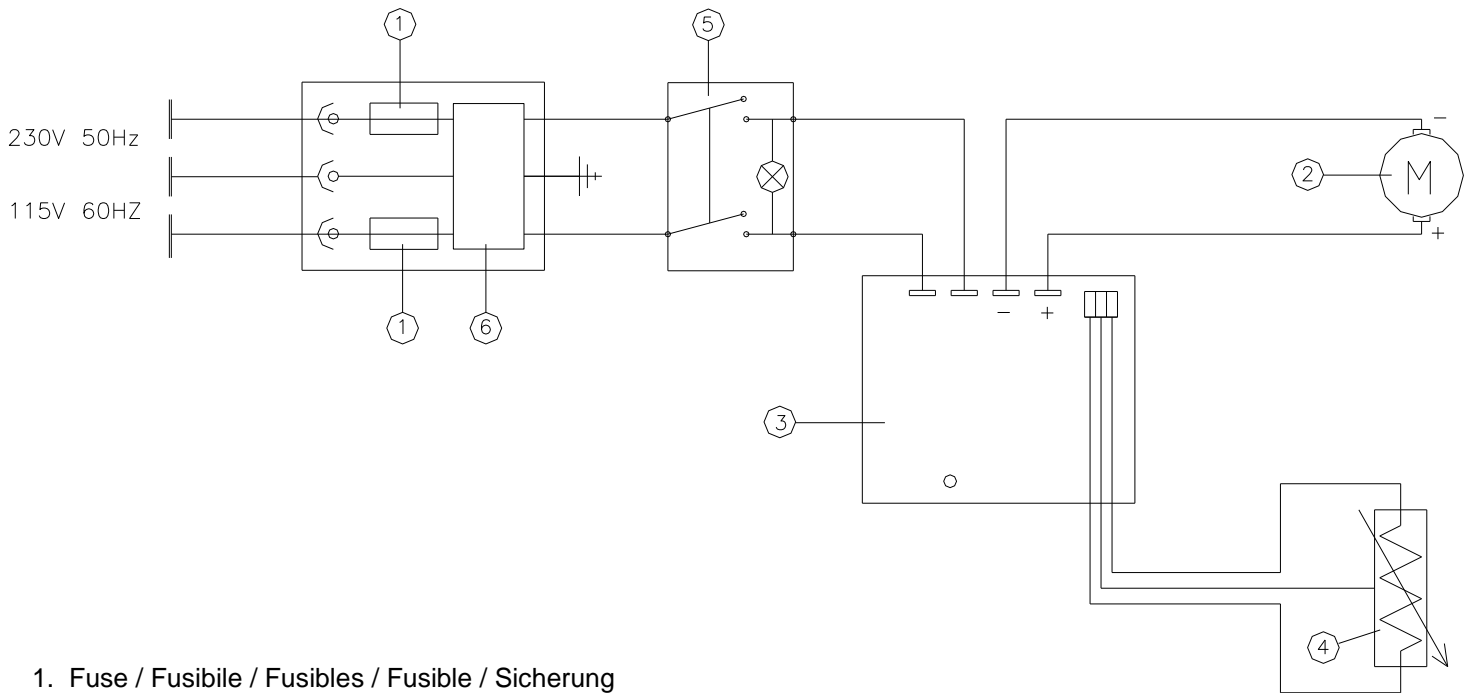 1
5
230V 50Hz
115V 60HZ
−
2
M
+
1
6
− +
3
4
1. Fuse / Fusibile / Fusibles / Fusible / Sicherung